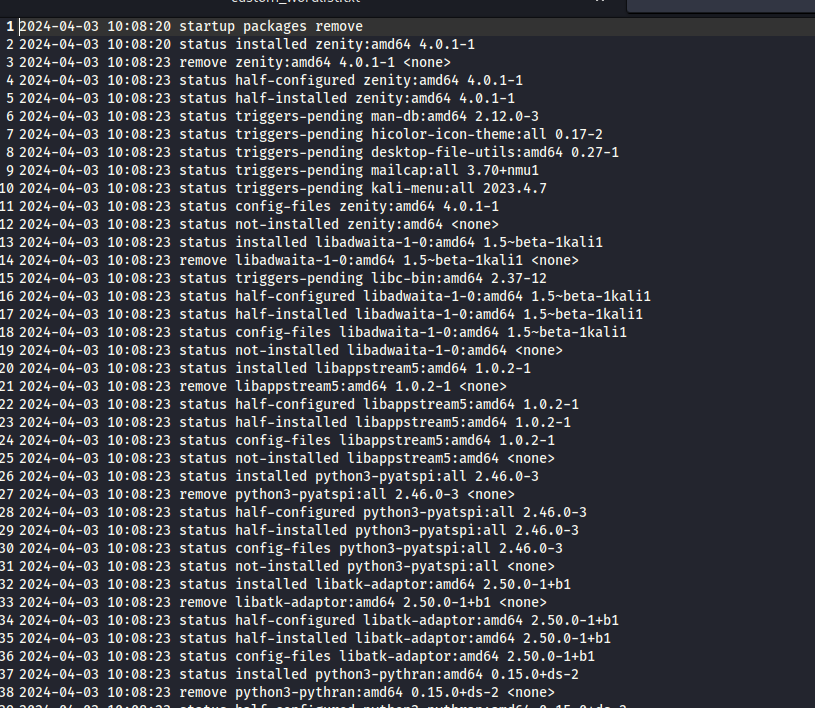 custom_wordlist.txt
1 2024-04-03 10:08:20 startup packages remove
2 2024-04-03 10:08:20 status installed zenity:amd64 4.0.1-1
3 2024-04-03 10:08:23 remove zenity:amd64 4.0.1-1 <none>
4 2024-04-03 10:08:23 status half-configured zenity:amd64 4.0.1-1
5 2024-04-03 10:08:23 status half-installed zenity:amd64 4.0.1-1
6 2024-04-03 10:08:23 status triggers-pending man-db:amd64 2.12.0-3
7 2024-04-03 10:08:23 status triggers-pending hicolor-icon-theme:all 0.17-2
8 2024-04-03 10:08:23 status triggers-pending desktop-file-utils:amd64 0.27-1
9 2024-04-03 10:08:23 status triggers-pending mailcap:all 3.70+nmu1
10 2024-04-03 10:08:23 status triggers-pending kali-menu:all 2023.4.7
11 2024-04-03 10:08:23 status config-files zenity:amd64 4.0.1-1
12 2024-04-03 10:08:23 status not-installed zenity:amd64 <none>
13 2024-04-03 10:08:23 status installed libadwaita-1-0:amd64 1.5~beta-1kali1
14 2024-04-03 10:08:23 remove libadwaita-1-0:amd64 1.5~beta-1kali1 <none>
15 2024-04-03 10:08:23 status triggers-pending libc-bin:amd64 2.37-12
16 2024-04-03 10:08:23 status half-configured libadwaita-1-0:amd64 1.5~beta-1kali1
17 2024-04-03 10:08:23 status half-installed libadwaita-1-0:amd64 1.5~beta-1kali1
18 2024-04-03 10:08:23 status config-files libadwaita-1-0:amd64 1.5~beta-1kali1
19 2024-04-03 10:08:23 status not-installed libadwaita-1-0:amd64 <none>
20 2024-04-03 10:08:23 status installed libappstream5:amd64 1.0.2-1
21 2024-04-03 10:08:23 remove libappstream5:amd64 1.0.2-1 <none>
22 2024-04-03 10:08:23 status half-configured libappstream5:amd64 1.0.2-1
23 2024-04-03 10:08:23 status half-installed libappstream5:amd64 1.0.2-1
24 2024-04-03 10:08:23 status config-files libappstream5:amd64 1.0.2-1
25 2024-04-03 10:08:23 status not-installed libappstream5:amd64 <none>
26 2024-04-03 10:08:23 status installed python3-pyatspi:all 2.46.0-3
27 2024-04-03 10:08:23 remove python3-pyatspi:all 2.46.0-3 <none>
28 2024-04-03 10:08:23 status half-configured python3-pyatspi:all 2.46.0-3
29 2024-04-03 10:08:23 status half-installed python3-pyatspi:all 2.46.0-3
30 2024-04-03 10:08:23 status config-files python3-pyatspi:all 2.46.0-3
31 2024-04-03 10:08:23 status not-installed python3-pyatspi:all <none>
32 2024-04-03 10:08:23 status installed libatk-adaptor:amd64 2.50.0-1+b1
33 2024-04-03 10:08:23 remove libatk-adaptor:amd64 2.50.0-1+b1 <none>
34 2024-04-03 10:08:23 status half-configured libatk-adaptor:amd64 2.50.0-1+b1
35 2024-04-03 10:08:23 status half-installed libatk-adaptor:amd64 2.50.0-1+b1
36 2024-04-03 10:08:23 status config-files libatk-adaptor:amd64 2.50.0-1+b1
37 2024-04-03 10:08:23 status installed python3-pythran:amd64 0.15.0+ds-2
38 2024-04-03 10:08:23 remove python3-pythran:amd64 0.15.0+ds-2 <none>